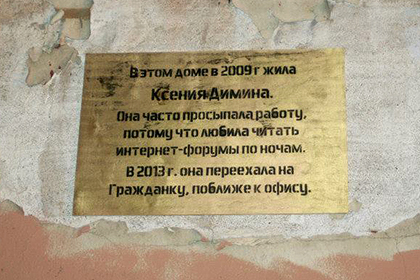 В этом доме в 2009 г жила
Ксения Димина.
Она часто просыпала работу,
потому что любила читать
интернет-форумы по ночам.
В 2013 г. она переехала на
Гражданку, поближе к офису.